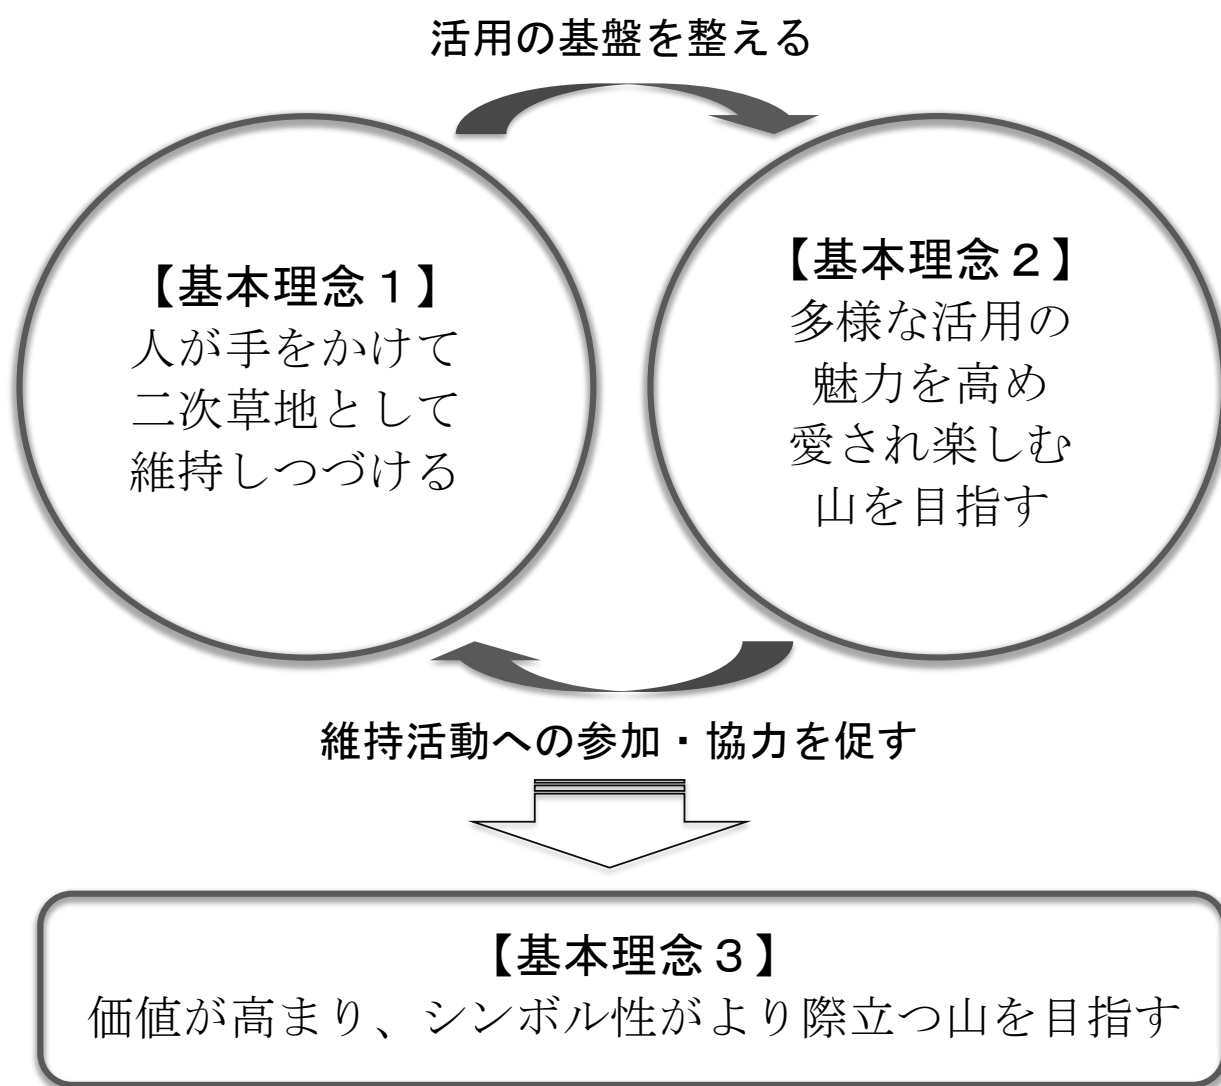 活用の基盤を整える
【基本理念１】
人が手をかけて
二次草地として
維持しつづける
【基本理念２】
多様な活用の
魅力を高め
愛され楽しむ
山を目指す
維持活動への参加・協力を促す
【基本理念３】
価値が高まり、シンボル性がより際立つ山を目指す